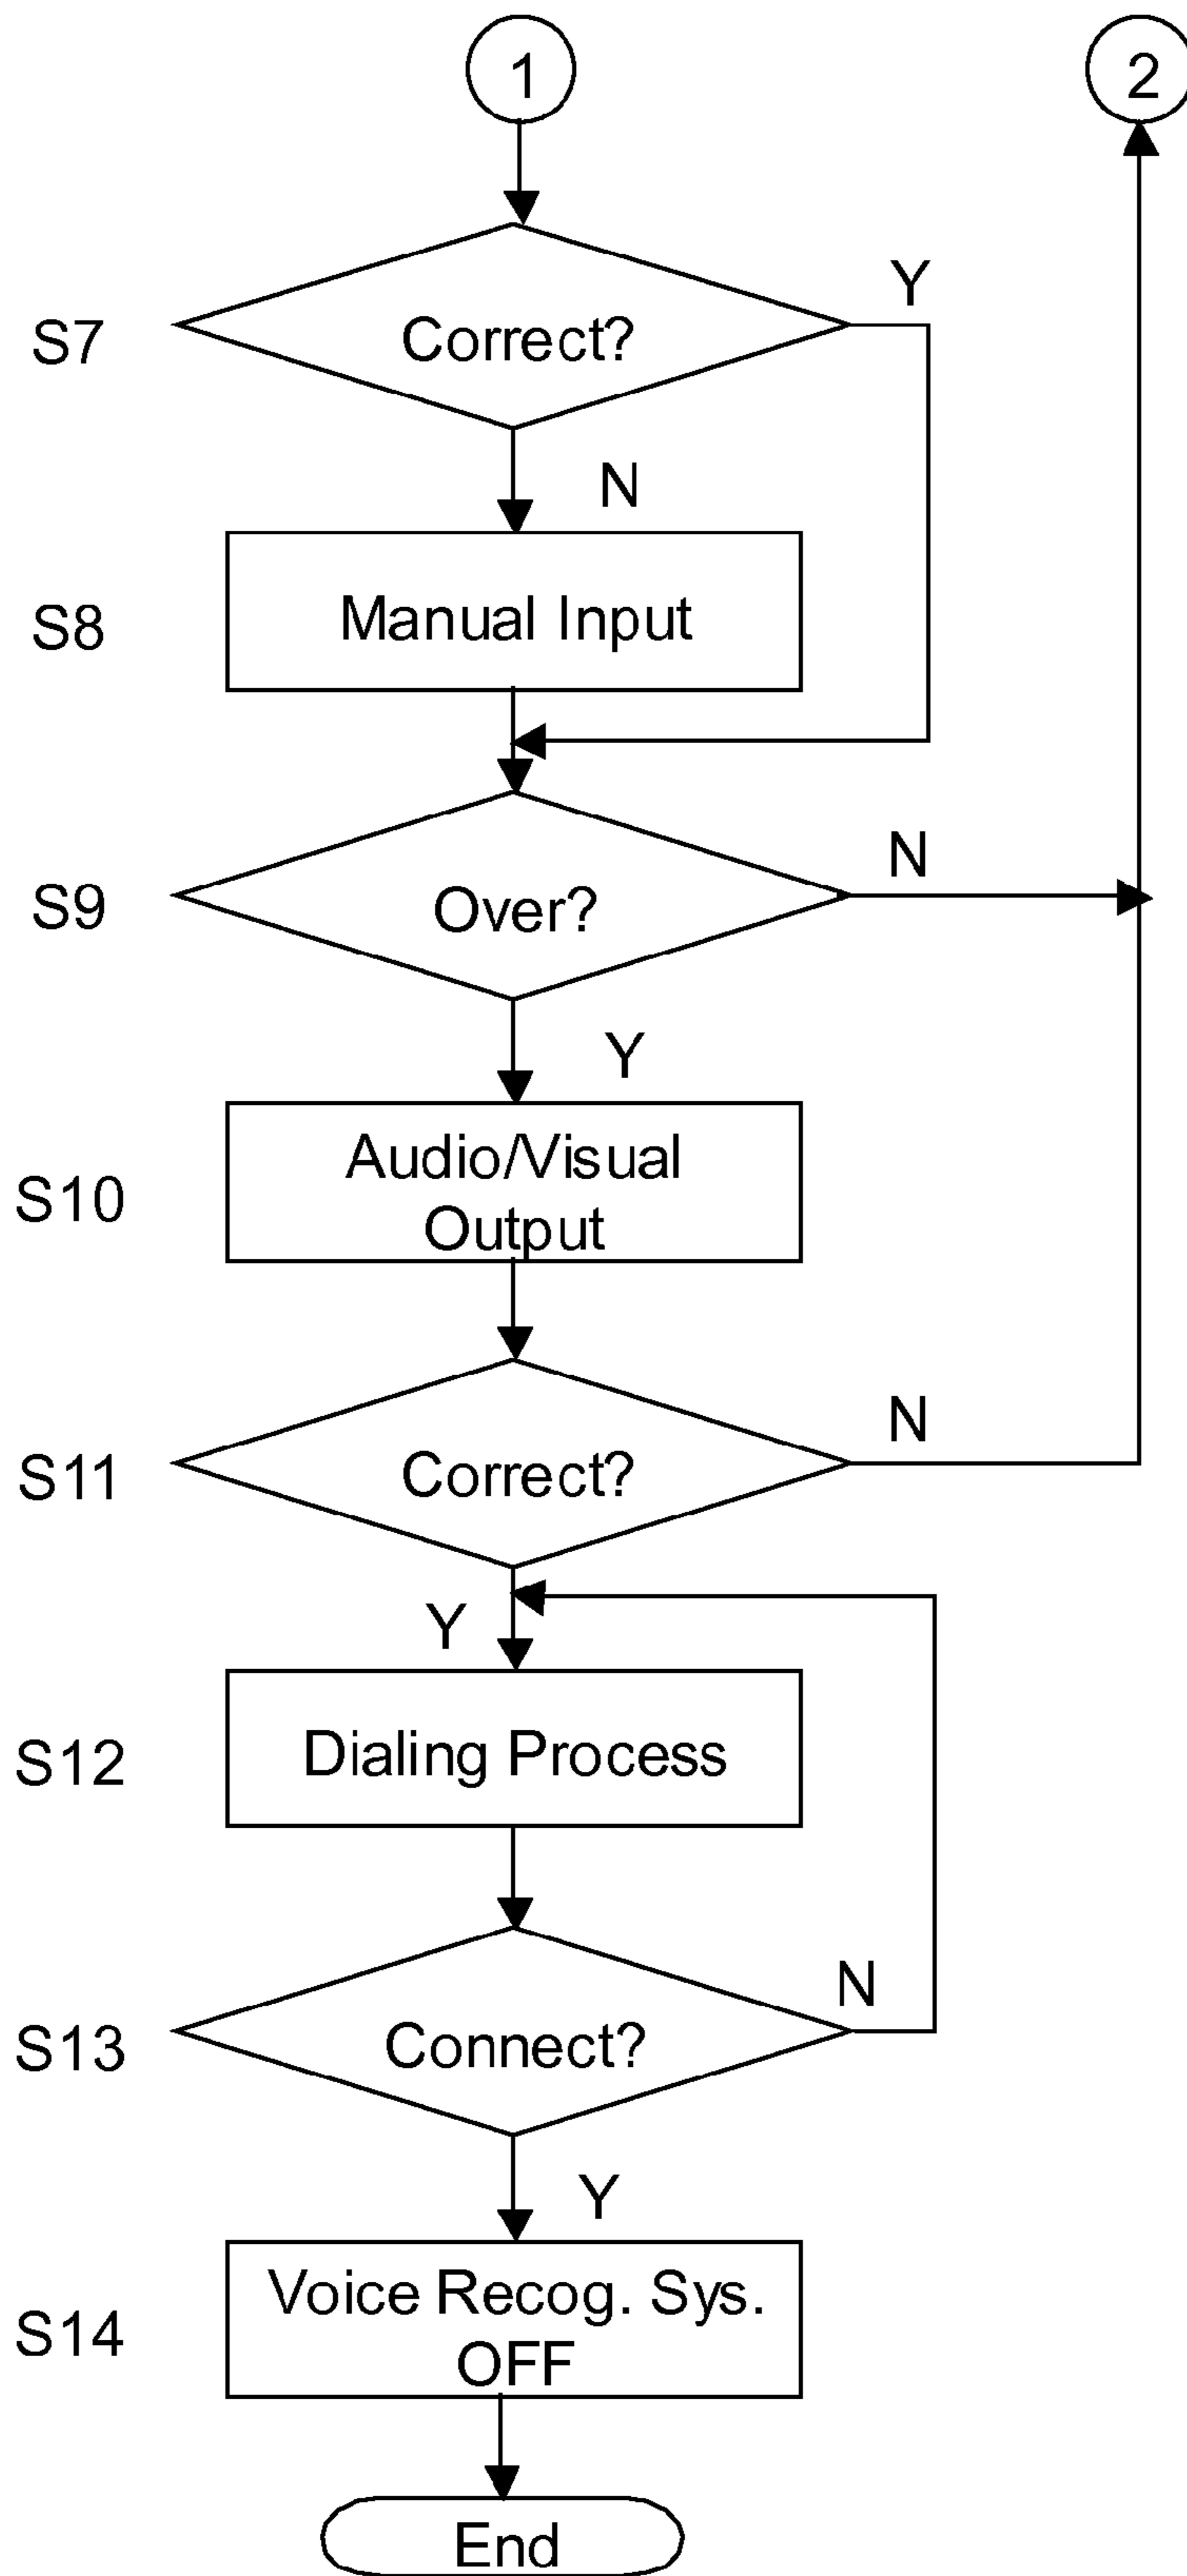 1
2
Y
S7
Correct?
N
S8
Manual Input
N
S9
Over?
Y
S10
Audio/Visual
Output
N
S11
Correct?
Y
S12
Dialing Process
N
S13
Connect?
Y
S14
Voice Recog. Sys.
OFF
End